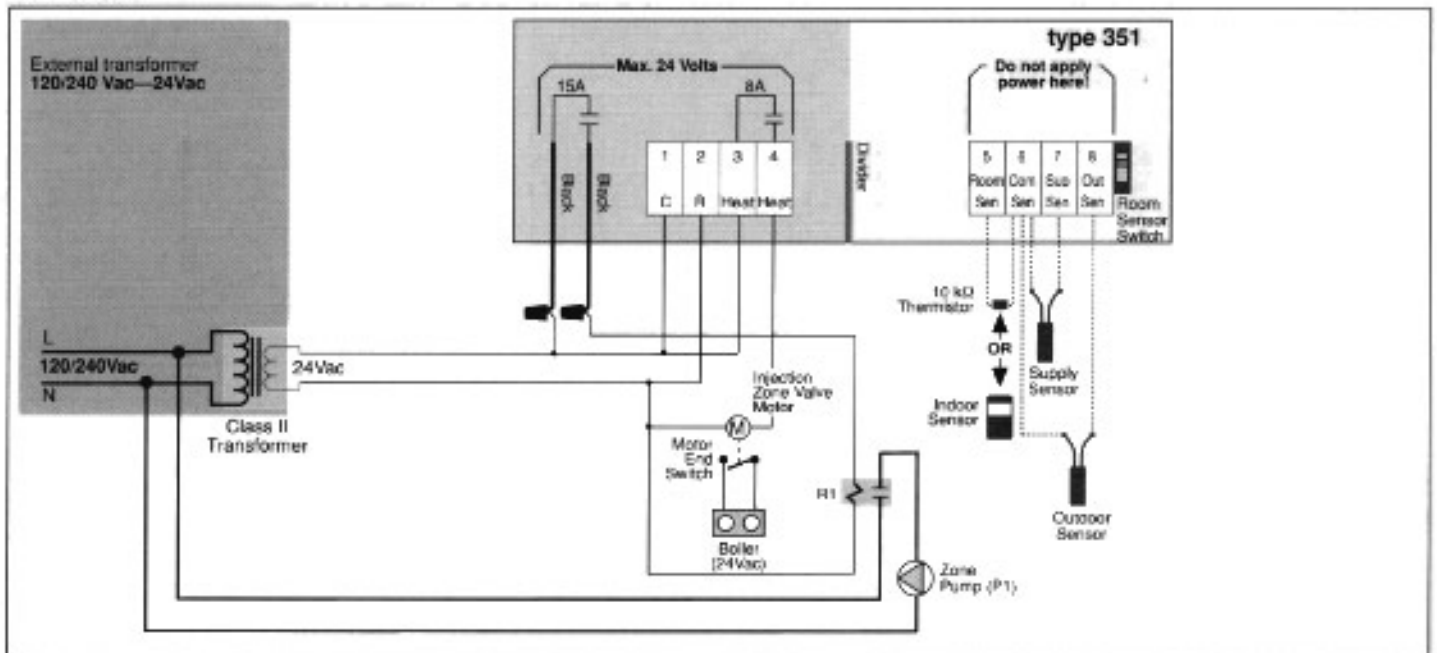 External transformer
120/240 Vac—24Vac
type 351
Max. 24 Volts
Do not apply
power here!
15A
8A
1 2 3 4
C R Heat Heat
Black
Black
Divider
5 6 7 8
Room Com Sup Out
Sen Sen Sen Sen
Room
Sensor
Switch
10 kΩ
Thermistor
OR
Supply
Sensor
Indoor
Sensor
Outdoor
Sensor
L
120/240Vac
N
24Vac
Class II
Transformer
Injection
Zone Valve
Motor
M
Motor
End
Switch
R1
Boiler
(24Vac)
Zone
Pump (P1)